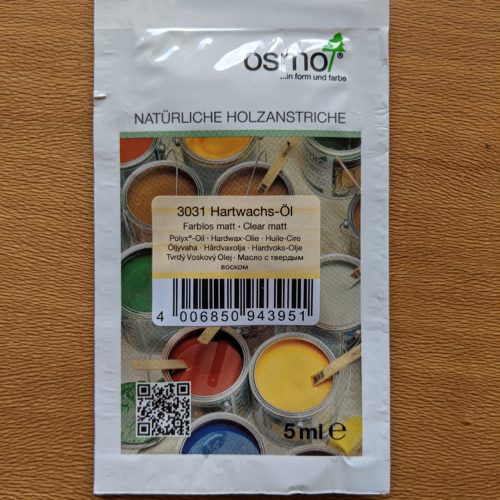 osmo
...in form und farbe
NATÜRLICHE HOLZANSTRICHE
3031 Hartwachs-Öl
Farblos matt · Clear matt
Polyx®-Oil · Hardwax-Olie · Huile-Cire
Öljyvaha · Hårdvaxolja · Hardvoks-Olje
Tvrdý Voskový Olej · Масло с твердым
воском
4 006850 943951
5 ml ℮